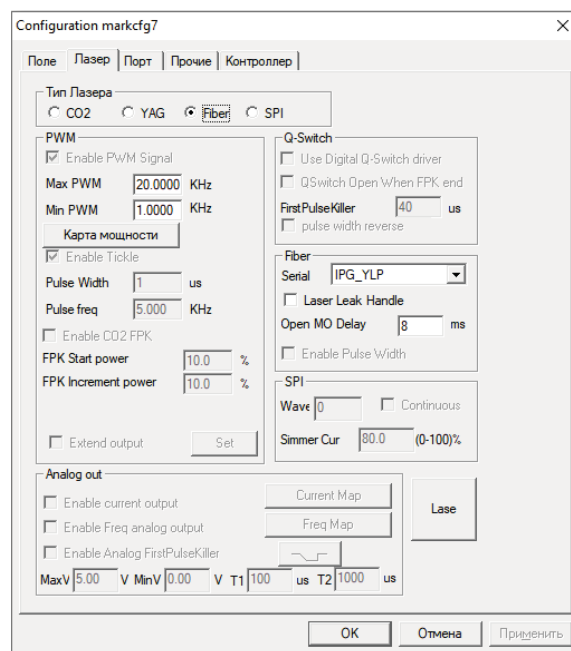 Configuration markcfg7
Поле Лазер Порт Прочие Контроллер
Тип Лазера
CO2 YAG Fiber SPI
PWM
Enable PWM Signal
Max PWM 20.0000 KHz
Min PWM 1.0000 KHz
Карта мощности
Enable Tickle
Pulse Width 1 us
Pulse freq 5.000 KHz
Enable CO2 FPK
FPK Start power 10.0 %
FPK Increment power 10.0 %
Extend output Set
Q-Switch
Use Digital Q-Switch driver
QSwitch Open When FPK end
FirstPulseKiller 40 us
pulse width reverse
Fiber
Serial IPG_YLP
Laser Leak Handle
Open MO Delay 8 ms
Enable Pulse Width
SPI
Wave 0 Continuous
Simmer Cur 80.0 (0-100)%
Analog out
Enable current output Current Map
Enable Freq analog output Freq Map
Enable Analog FirstPulseKiller
MaxV 5.00 V MinV 0.00 V T1 100 us T2 1000 us
Lase
OK Отмена Применить